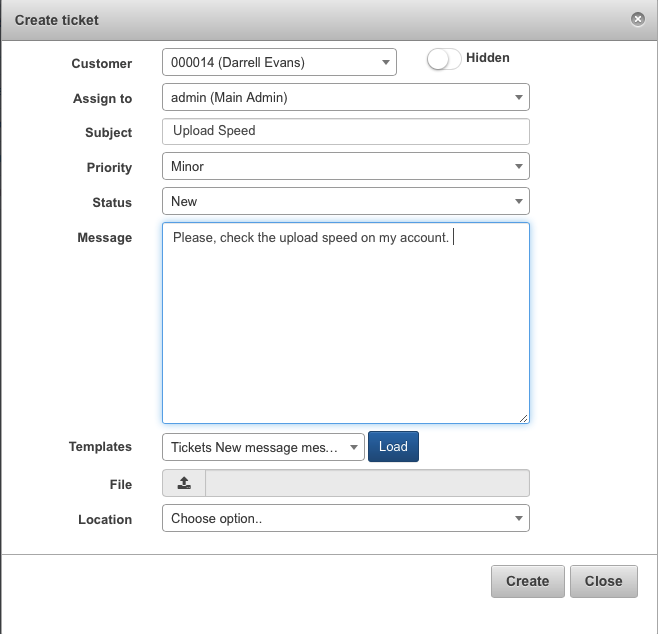 Create ticket
Customer 000014 (Darrell Evans) Hidden
Assign to admin (Main Admin)
Subject Upload Speed
Priority Minor
Status New
Message Please, check the upload speed on my account.
Templates Tickets New message mes... Load
File
Location Choose option..
Create Close